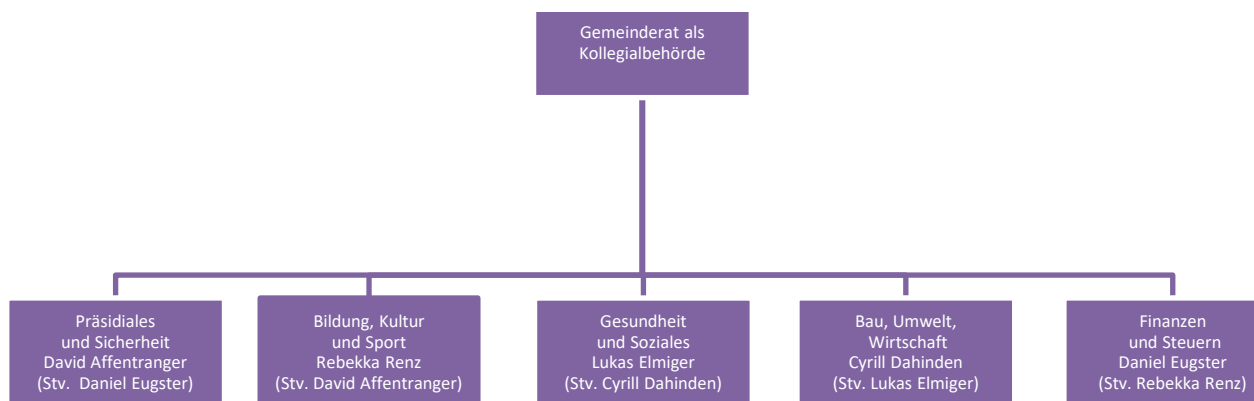 Gemeinderat als
Kollegialbehörde
Präsidiales
und Sicherheit
David Affentranger
(Stv. Daniel Eugster)
Bildung, Kultur
und Sport
Rebekka Renz
(Stv. David Affentranger)
Gesundheit
und Soziales
Lukas Elmiger
(Stv. Cyrill Dahinden)
Bau, Umwelt,
Wirtschaft
Cyrill Dahinden
(Stv. Lukas Elmiger)
Finanzen
und Steuern
Daniel Eugster
(Stv. Rebekka Renz)